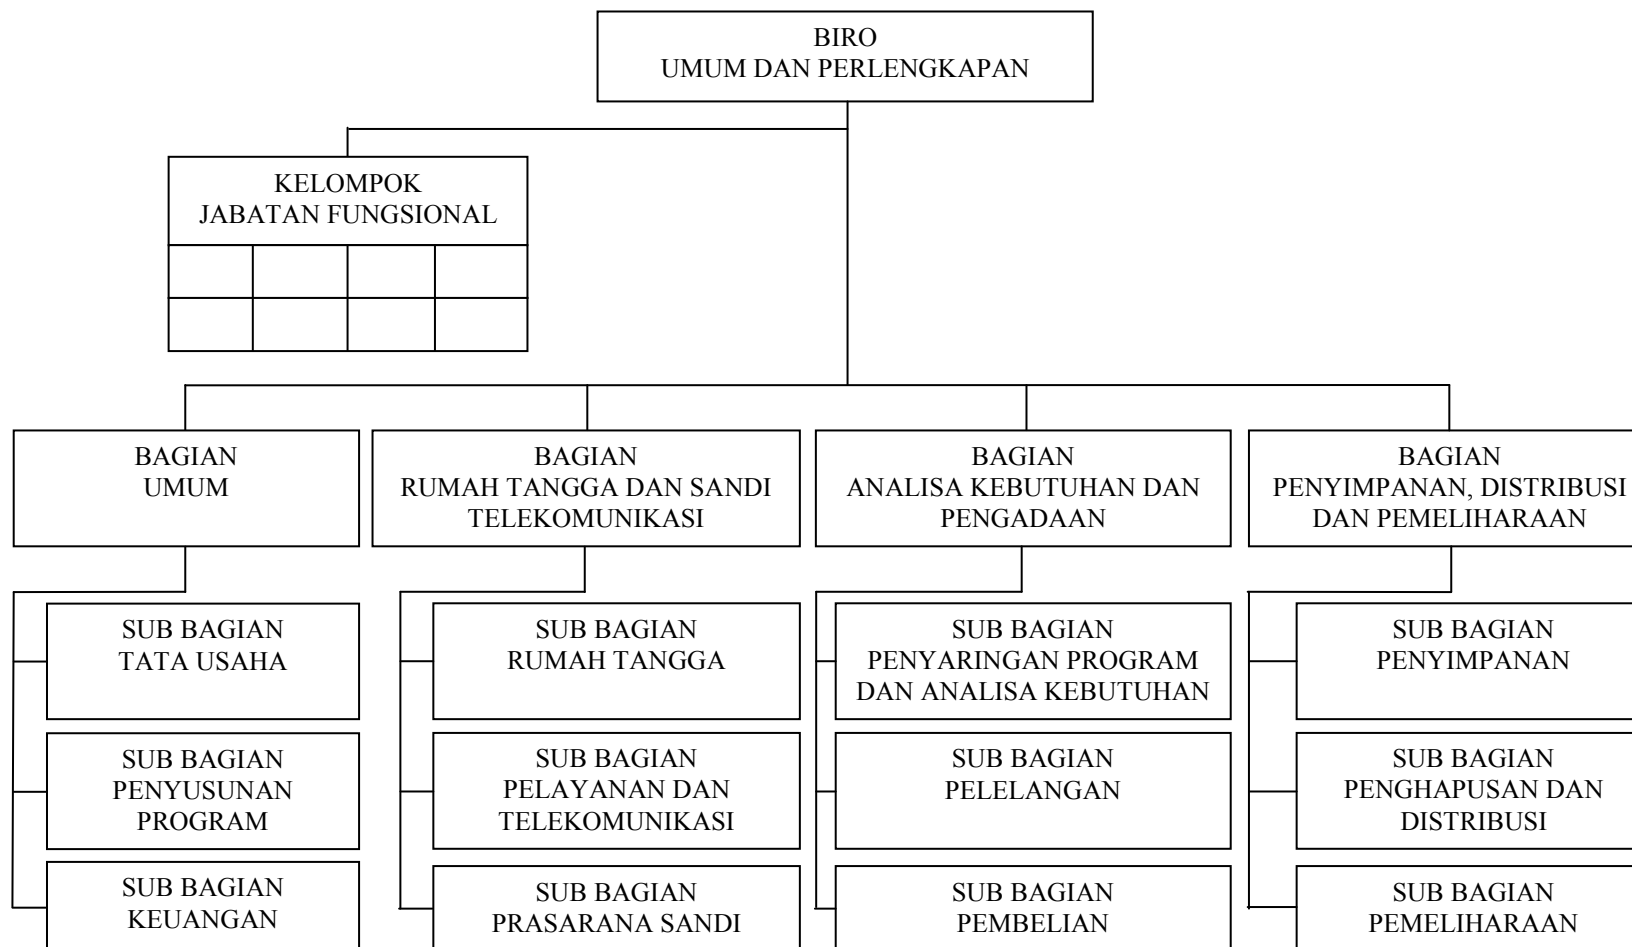 BIRO
UMUM DAN PERLENGKAPAN
KELOMPOK
JABATAN FUNGSIONAL
BAGIAN
UMUM
BAGIAN
RUMAH TANGGA DAN SANDI
TELEKOMUNIKASI
BAGIAN
ANALISA KEBUTUHAN DAN
PENGADAAN
BAGIAN
PENYIMPANAN, DISTRIBUSI
DAN PEMELIHARAAN
SUB BAGIAN
TATA USAHA
SUB BAGIAN
RUMAH TANGGA
SUB BAGIAN
PENYARINGAN PROGRAM
DAN ANALISA KEBUTUHAN
SUB BAGIAN
PENYIMPANAN
SUB BAGIAN
PENYUSUNAN
PROGRAM
SUB BAGIAN
PELAYANAN DAN
TELEKOMUNIKASI
SUB BAGIAN
PELELANGAN
SUB BAGIAN
PENGHAPUSAN DAN
DISTRIBUSI
SUB BAGIAN
KEUANGAN
SUB BAGIAN
PRASARANA SANDI
SUB BAGIAN
PEMBELIAN
SUB BAGIAN
PEMELIHARAAN